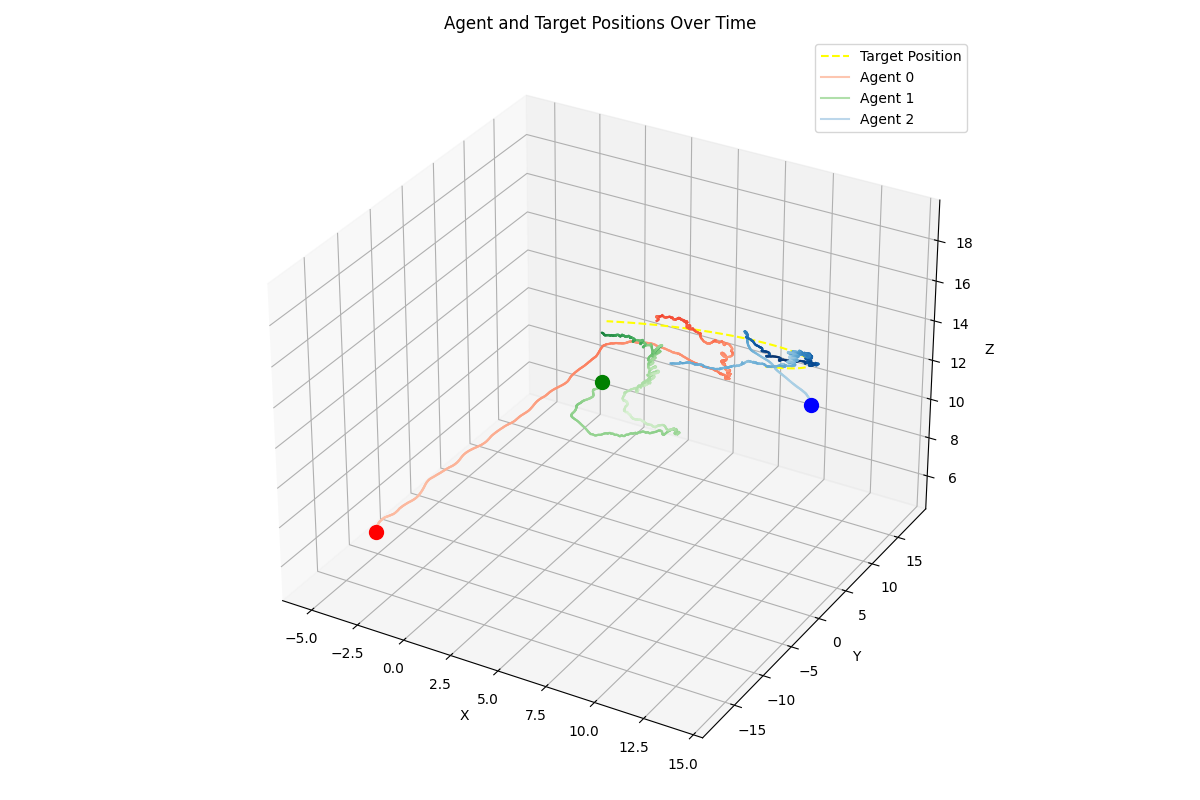 Agent and Target Positions Over Time
Target Position
Agent 0
Agent 1
Agent 2
18
16
14
12
10
8
6
Z
15
10
5
0
−5
−10
−15
Y
−5.0
−2.5
0.0
2.5
5.0
7.5
10.0
12.5
15.0
X